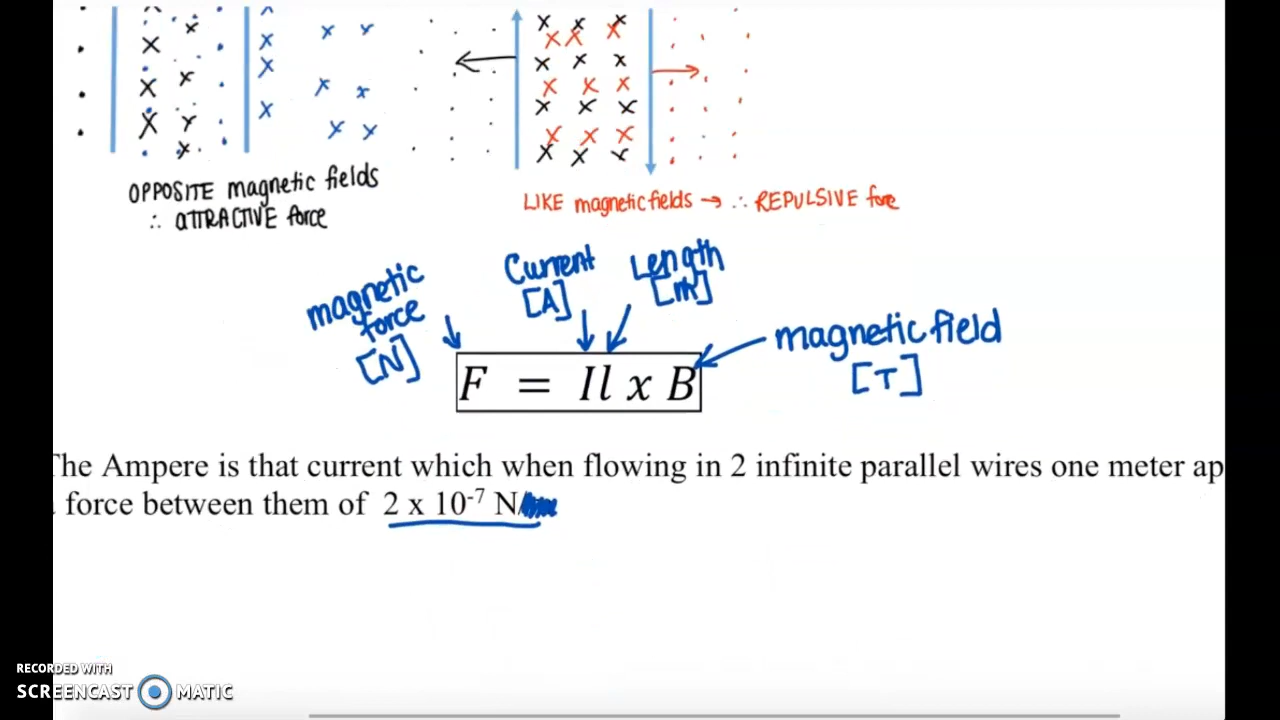 OPPOSITE magnetic fields
∴ ATTRACTIVE force
LIKE magnetic fields → ∴ REPULSIVE force
magnetic
force
[N]
Current
[A]
Length
[m]
magnetic field
[T]
F = Il x B
The Ampere is that current which when flowing in 2 infinite parallel wires one meter ap
force between them of 2 x 10⁻⁷ N/
RECORDED WITH
SCREENCAST MATIC